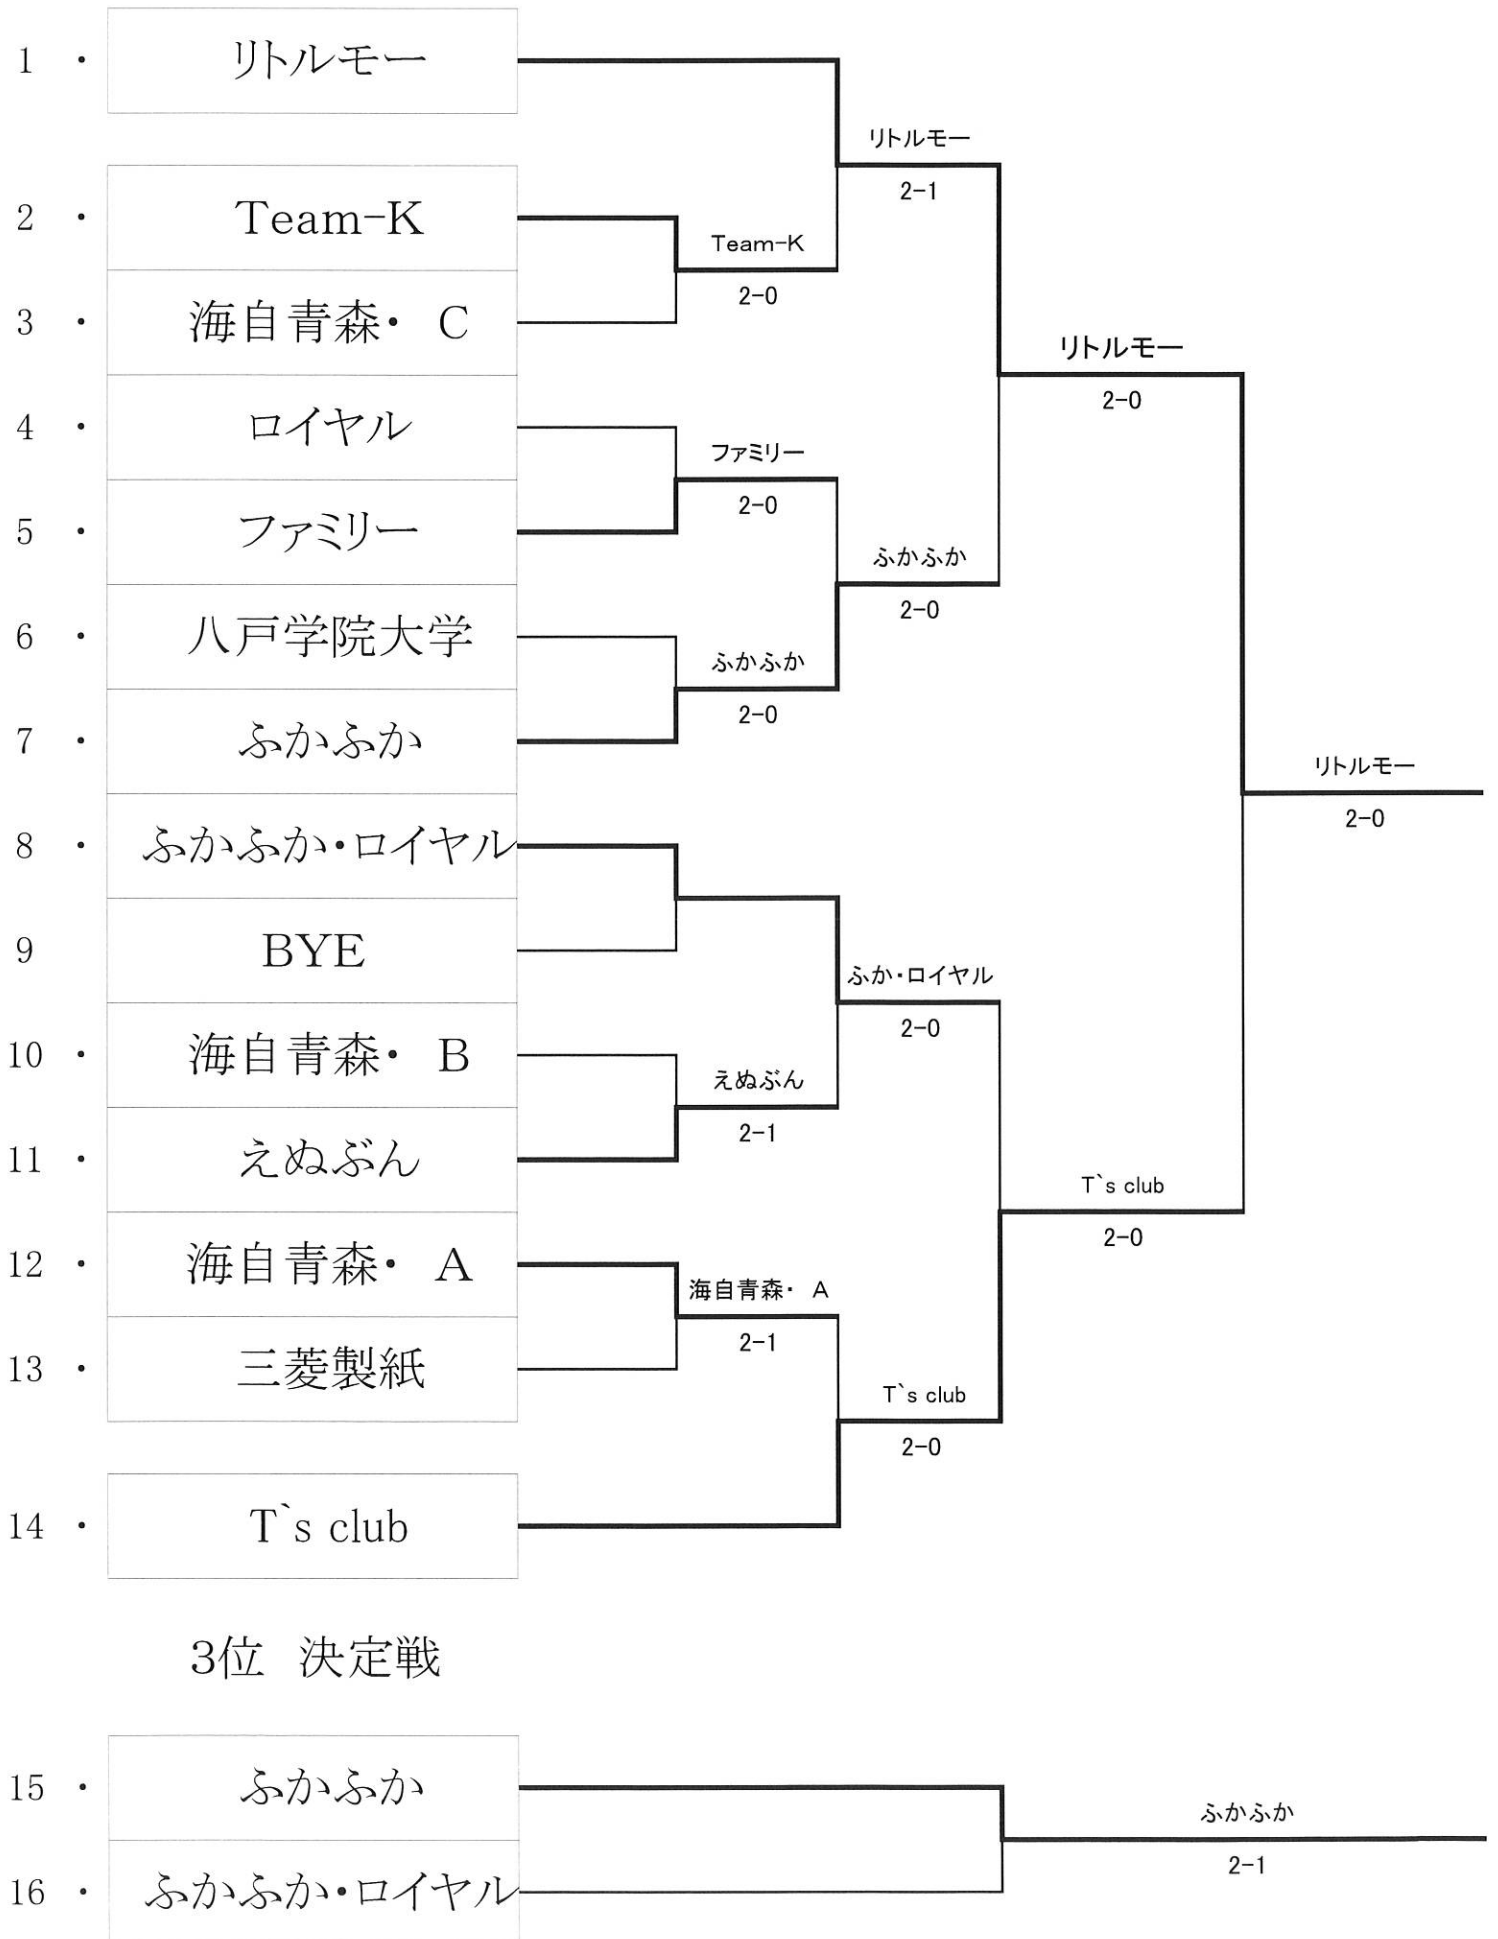 1 ・ リトルモー
リトルモー
2-1
2 ・ Team-K
Team-K
2-0
3 ・ 海自青森・ C
リトルモー
2-0
4 ・ ロイヤル
ファミリー
2-0
5 ・ ファミリー
ふかふか
2-0
6 ・ 八戸学院大学
ふかふか
2-0
7 ・ ふかふか
リトルモー
2-0
8 ・ ふかふか・ロイヤル
9 BYE
ふか・ロイヤル
2-0
10 ・ 海自青森・ B
えぬぶん
2-1
11 ・ えぬぶん
T`s club
2-0
12 ・ 海自青森・ A
海自青森・ A
2-1
13 ・ 三菱製紙
T`s club
2-0
14 ・ T`s club
3位 決定戦
15 ・ ふかふか
ふかふか
2-1
16 ・ ふかふか・ロイヤル